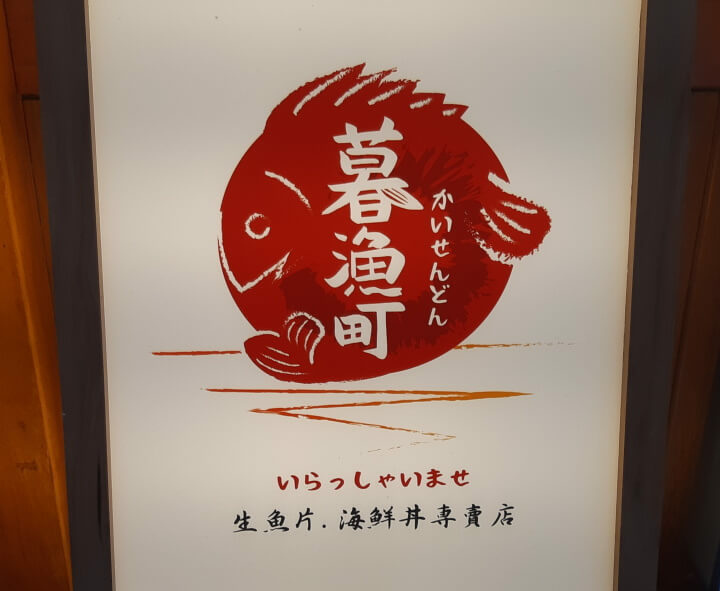 暮漁町
かいせんどん
いらっしゃいませ
生魚片.海鮮丼專賣店